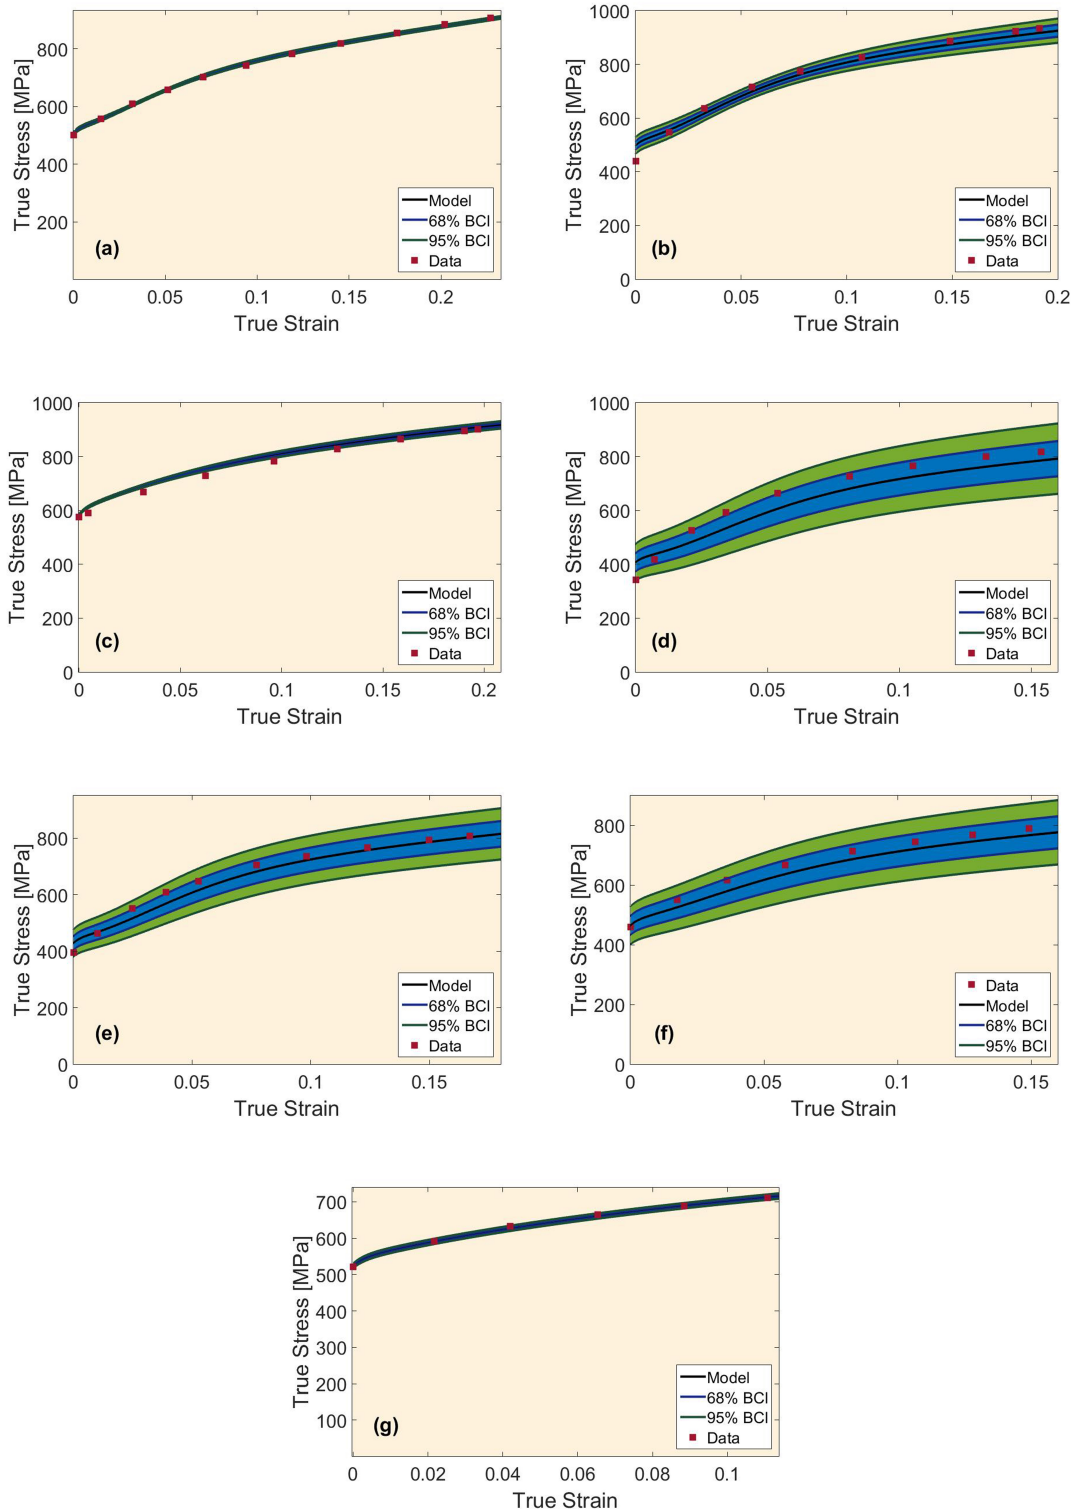 True Stress [MPa]
800
600
400
200
0
0.05
0.1
0.15
0.2
True Strain
(a)
Model
68% BCI
95% BCI
Data
True Stress [MPa]
1000
800
600
400
200
0
0
0.05
0.1
0.15
0.2
True Strain
(b)
Model
68% BCI
95% BCI
Data
True Stress [MPa]
1000
800
600
400
200
0
0
0.05
0.1
0.15
0.2
True Strain
(c)
Model
68% BCI
95% BCI
Data
True Stress [MPa]
1000
800
600
400
200
0
0
0.05
0.1
0.15
True Strain
(d)
Model
68% BCI
95% BCI
Data
True Stress [MPa]
800
600
400
200
0
0
0.05
0.1
0.15
True Strain
(e)
Model
68% BCI
95% BCI
Data
True Stress [MPa]
800
600
400
200
0
0
0.05
0.1
0.15
True Strain
(f)
Data
Model
68% BCI
95% BCI
True Stress [MPa]
700
600
500
400
300
200
100
0
0.02
0.04
0.06
0.08
0.1
True Strain
(g)
Model
68% BCI
95% BCI
Data